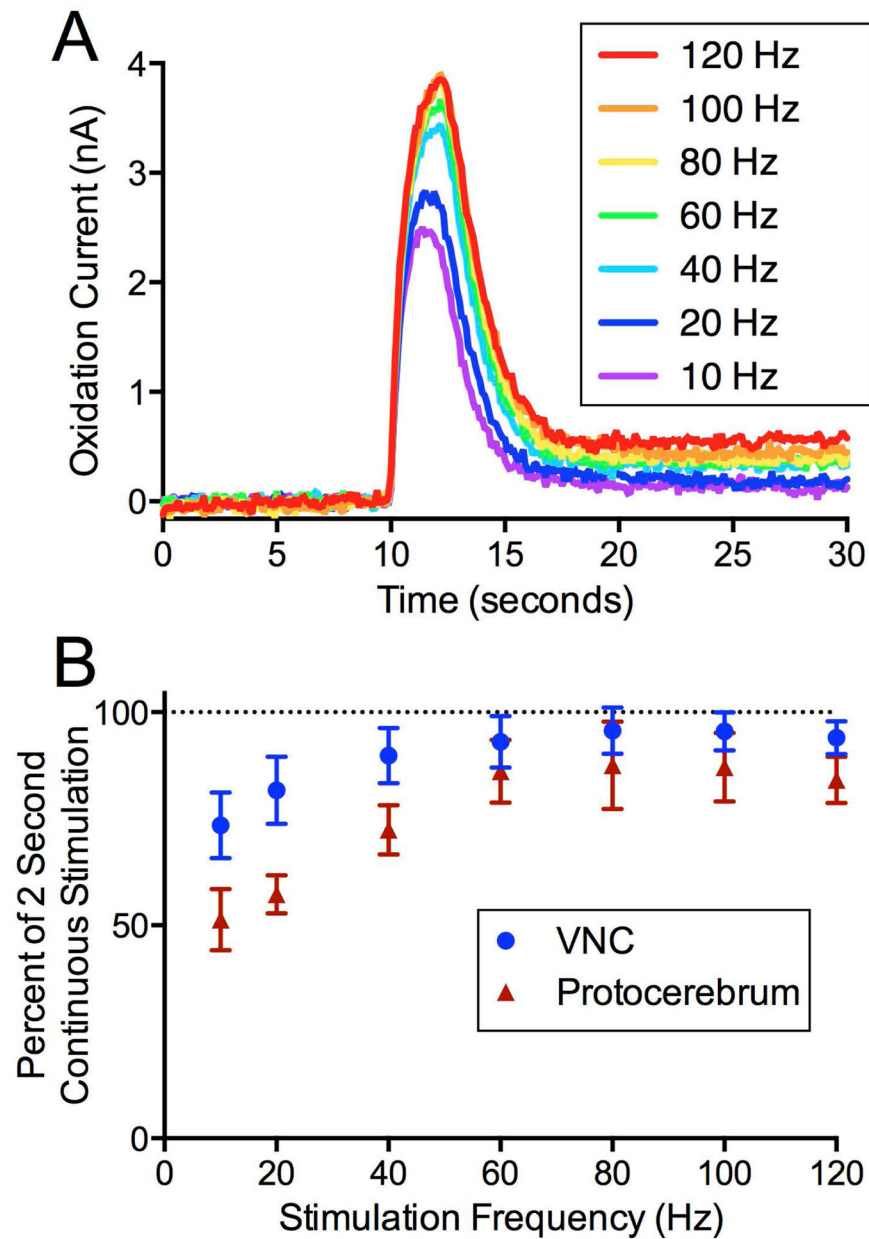 A
Oxidation Current (nA)
4
3
2
1
0
0 5 10 15 20 25 30
Time (seconds)
120 Hz
100 Hz
80 Hz
60 Hz
40 Hz
20 Hz
10 Hz
B
Percent of 2 Second
Continuous Stimulation
100
50
0
0 20 40 60 80 100 120
Stimulation Frequency (Hz)
VNC
Protocerebrum